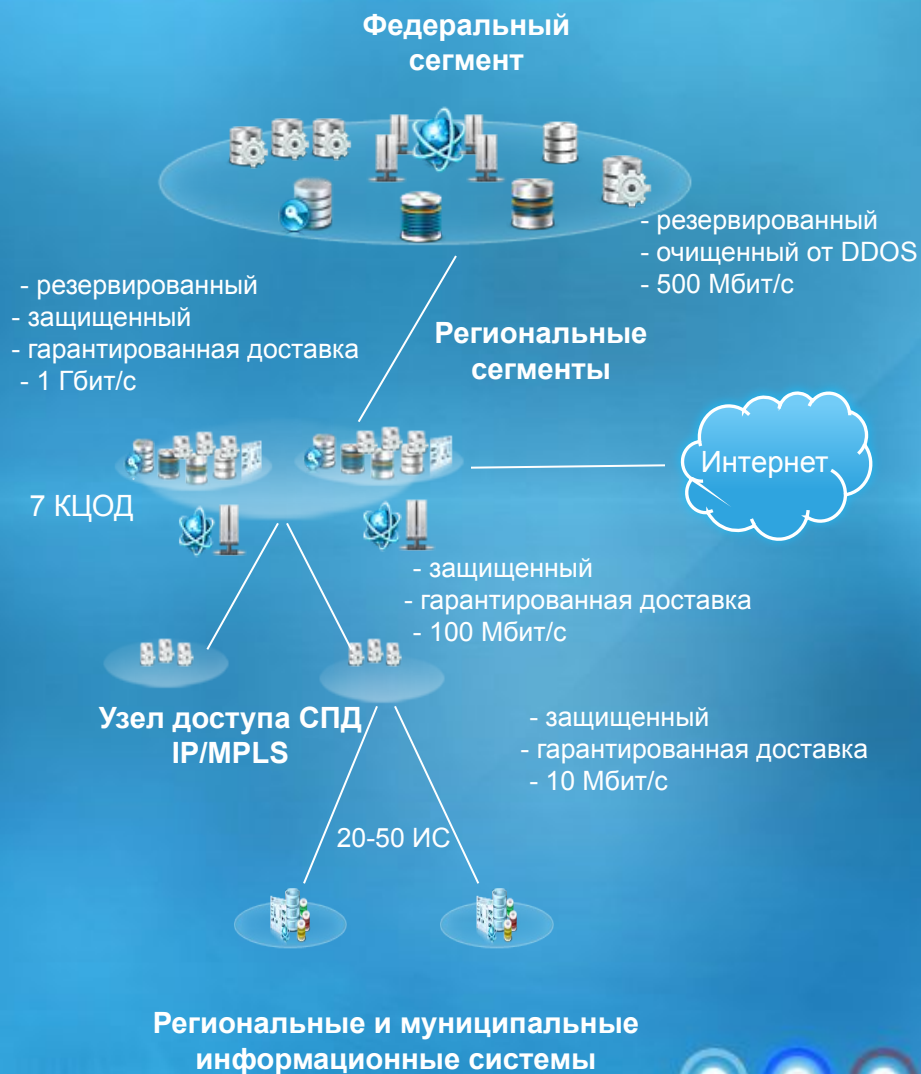 Федеральный
сегмент
- резервированный
- очищенный от DDOS
- 500 Мбит/с
- резервированный
- защищенный
- гарантированная доставка
- 1 Гбит/с
Региональные
сегменты
Интернет
7 КЦОД
- защищенный
- гарантированная доставка
- 100 Мбит/с
Узел доступа СПД
IP/MPLS
- защищенный
- гарантированная доставка
- 10 Мбит/с
20-50 ИС
Региональные и муниципальные
информационные системы